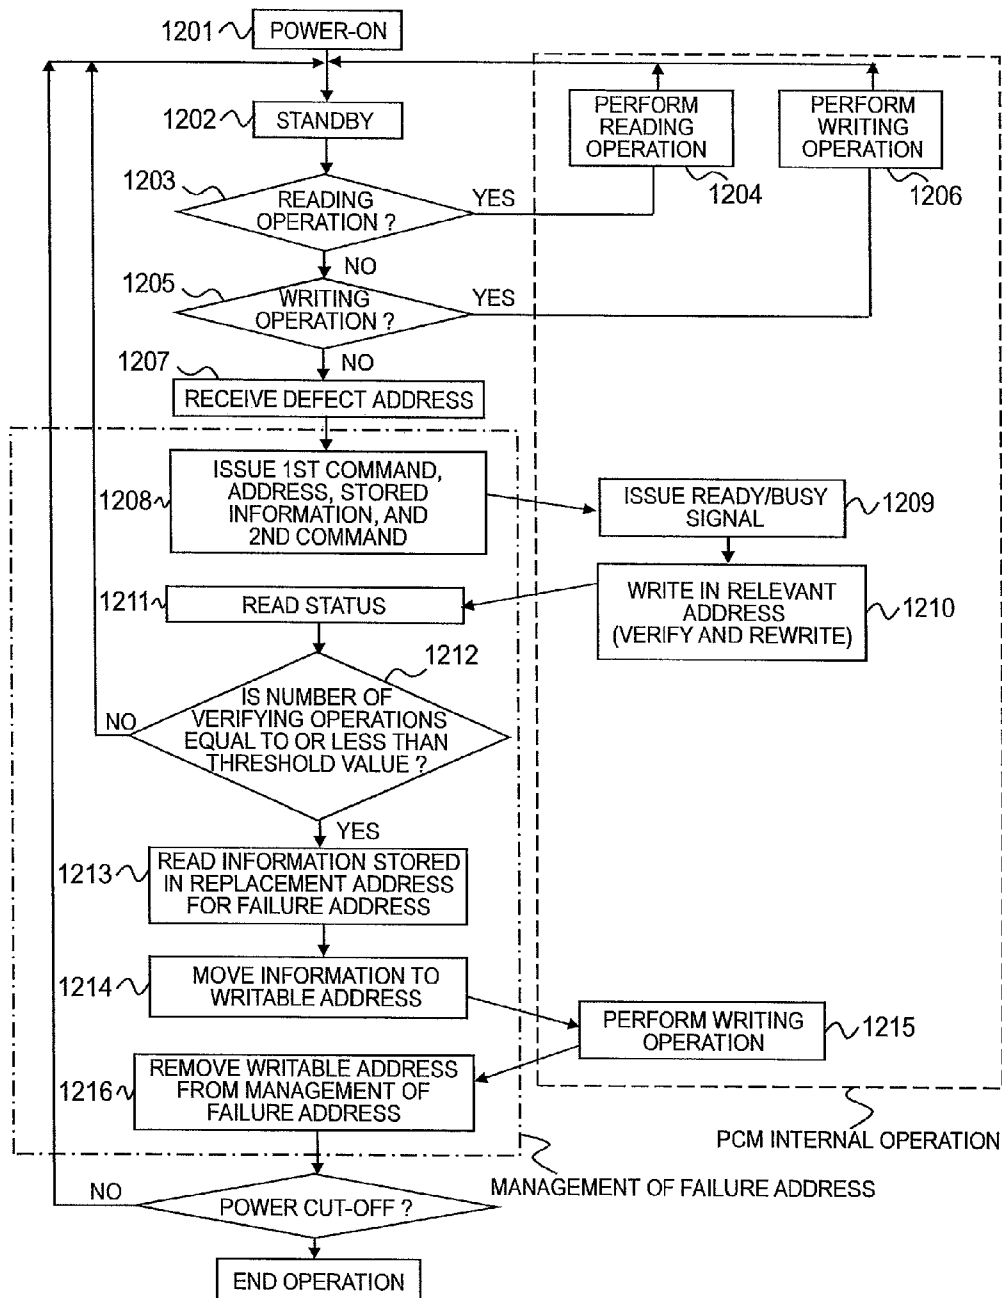 1201
POWER-ON
1202
STANDBY
PERFORM
READING
OPERATION
1204
PERFORM
WRITING
OPERATION
1206
1203
READING
OPERATION ?
YES
NO
1205
WRITING
OPERATION ?
YES
NO
1207
RECEIVE DEFECT ADDRESS
1208
ISSUE 1ST COMMAND,
ADDRESS, STORED
INFORMATION, AND
2ND COMMAND
ISSUE READY/BUSY
SIGNAL
1209
1211
READ STATUS
WRITE IN RELEVANT
ADDRESS
(VERIFY AND REWRITE)
1210
1212
IS NUMBER OF
VERIFYING OPERATIONS
EQUAL TO OR LESS THAN
THRESHOLD VALUE ?
NO
YES
1213
READ INFORMATION STORED
IN REPLACEMENT ADDRESS
FOR FAILURE ADDRESS
1214
MOVE INFORMATION TO
WRITABLE ADDRESS
PERFORM WRITING
OPERATION
1215
1216
REMOVE WRITABLE ADDRESS
FROM MANAGEMENT OF
FAILURE ADDRESS
PCM INTERNAL OPERATION
MANAGEMENT OF FAILURE ADDRESS
NO
POWER CUT-OFF ?
END OPERATION